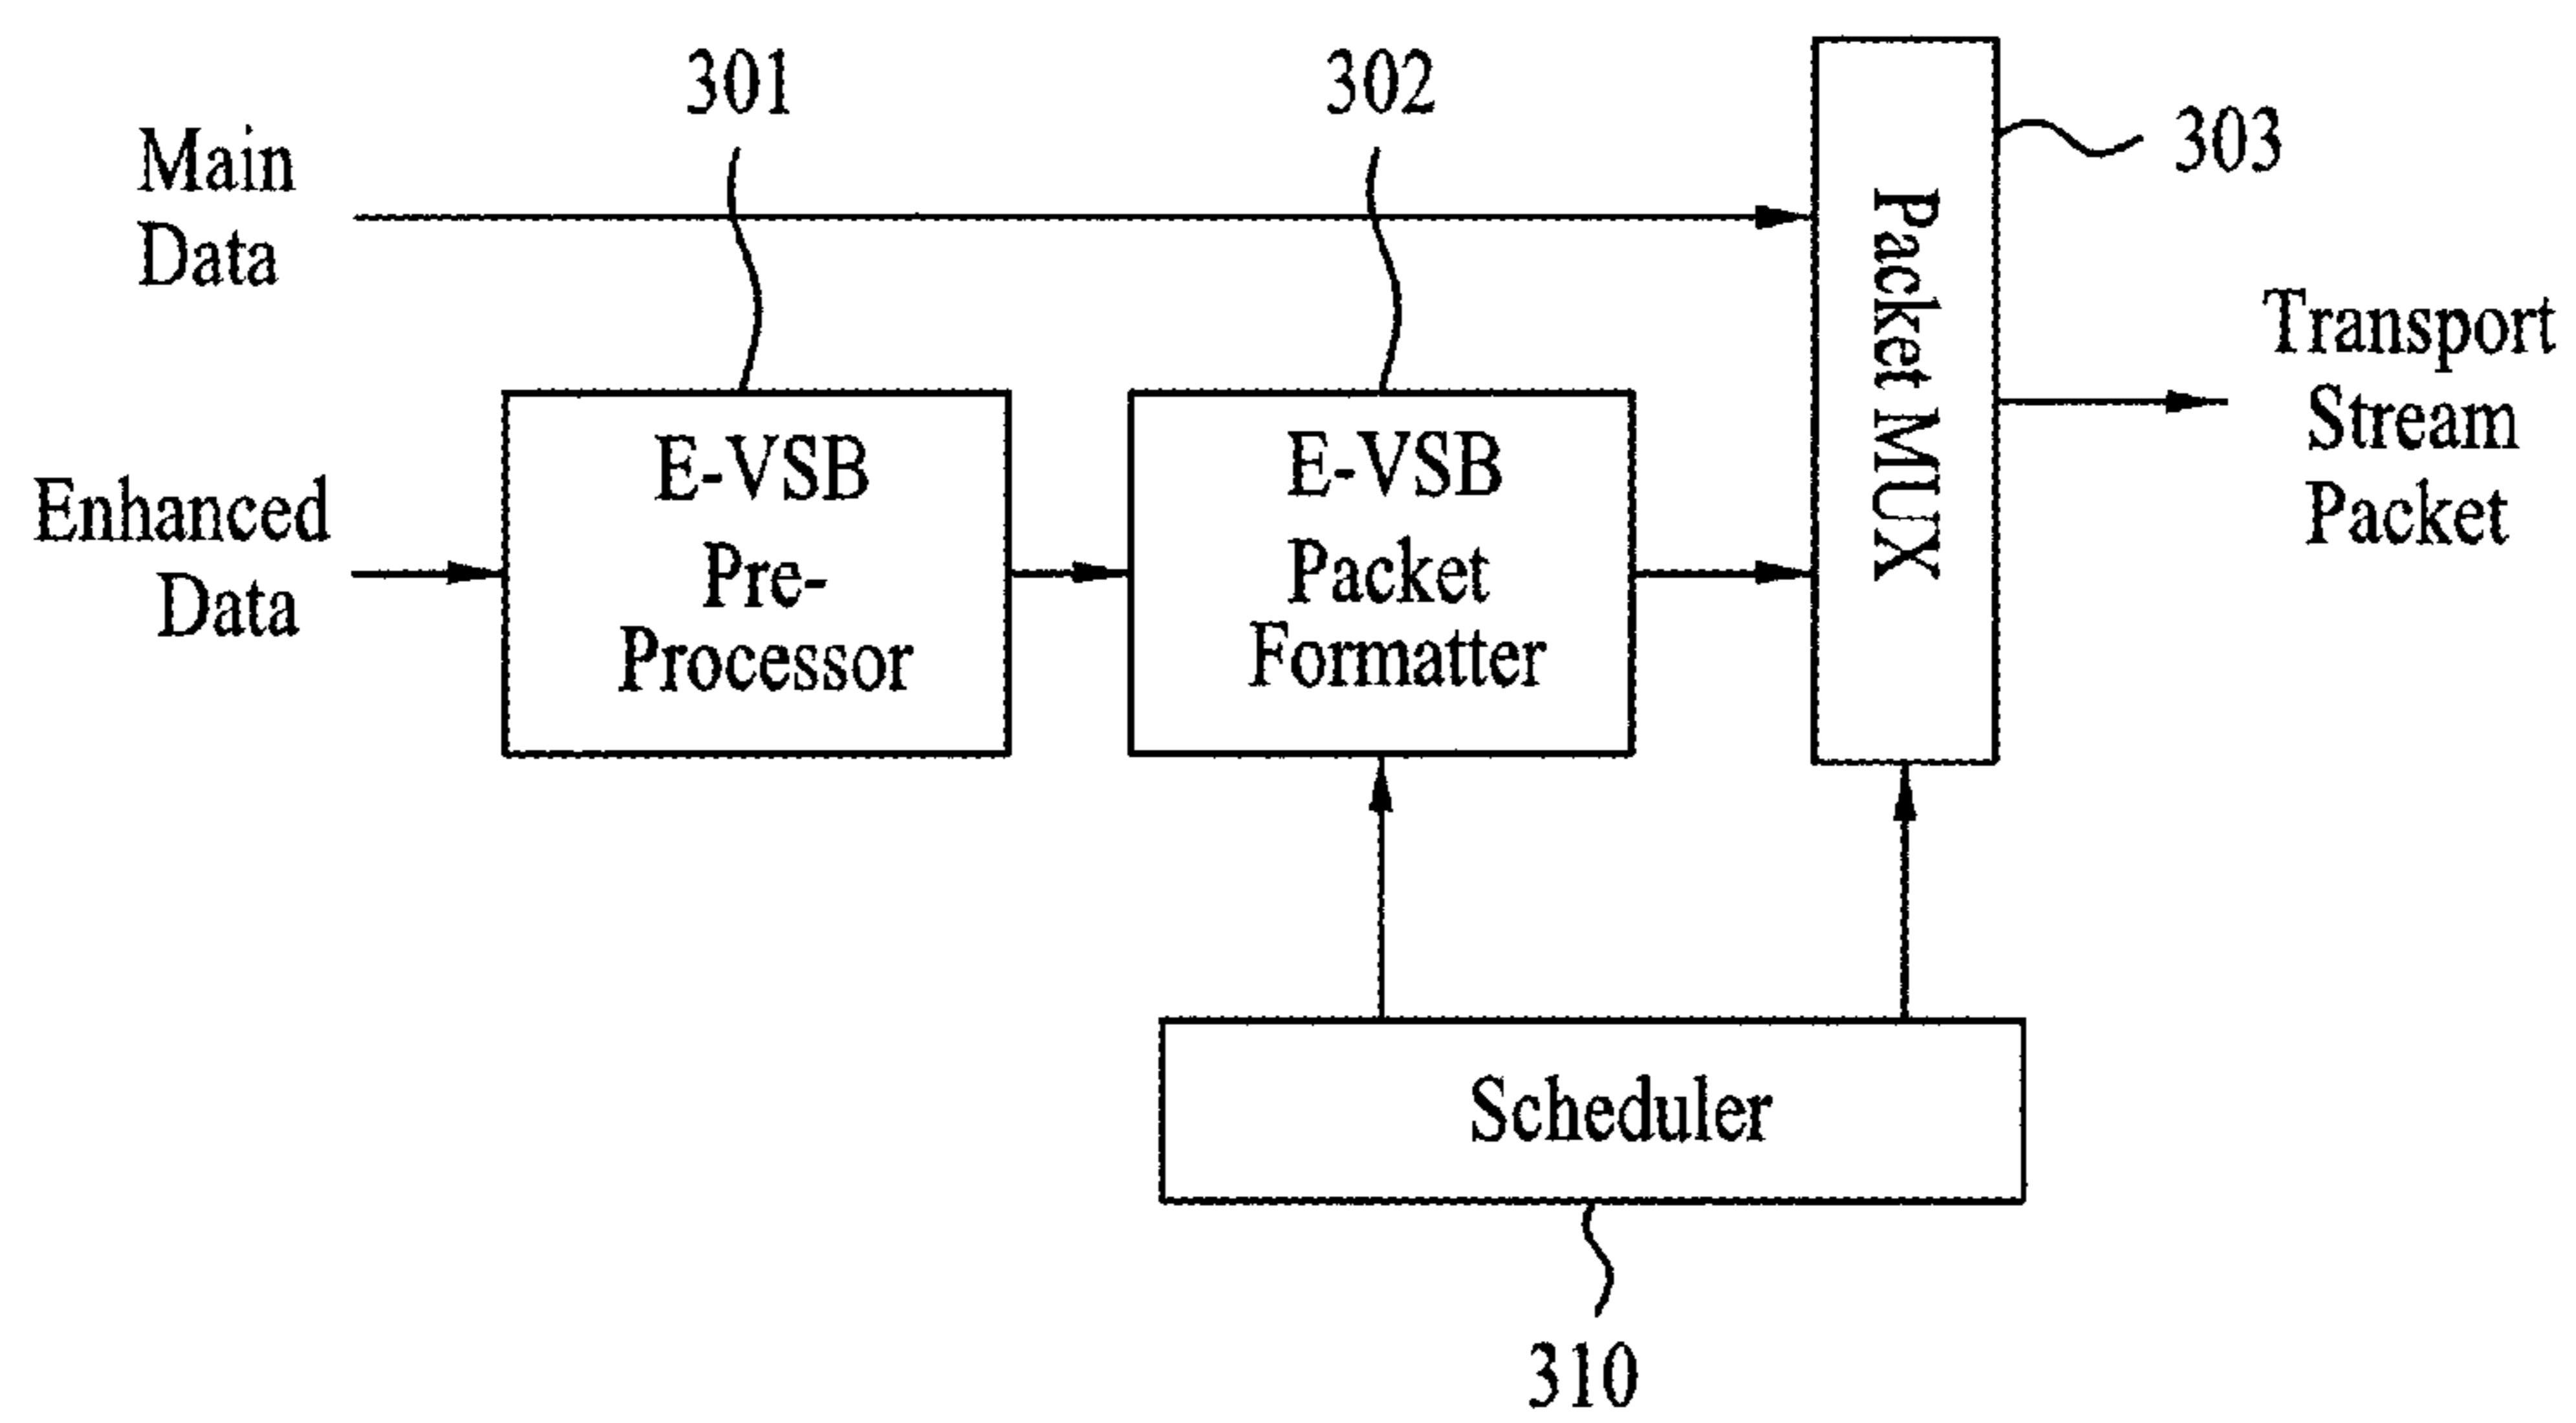 301
302
303
Main
Data
Enhanced
Data
E-VSB
Pre-
Processor
E-VSB
Packet
Formatter
Packet MUX
Transport
Stream
Packet
Scheduler
310